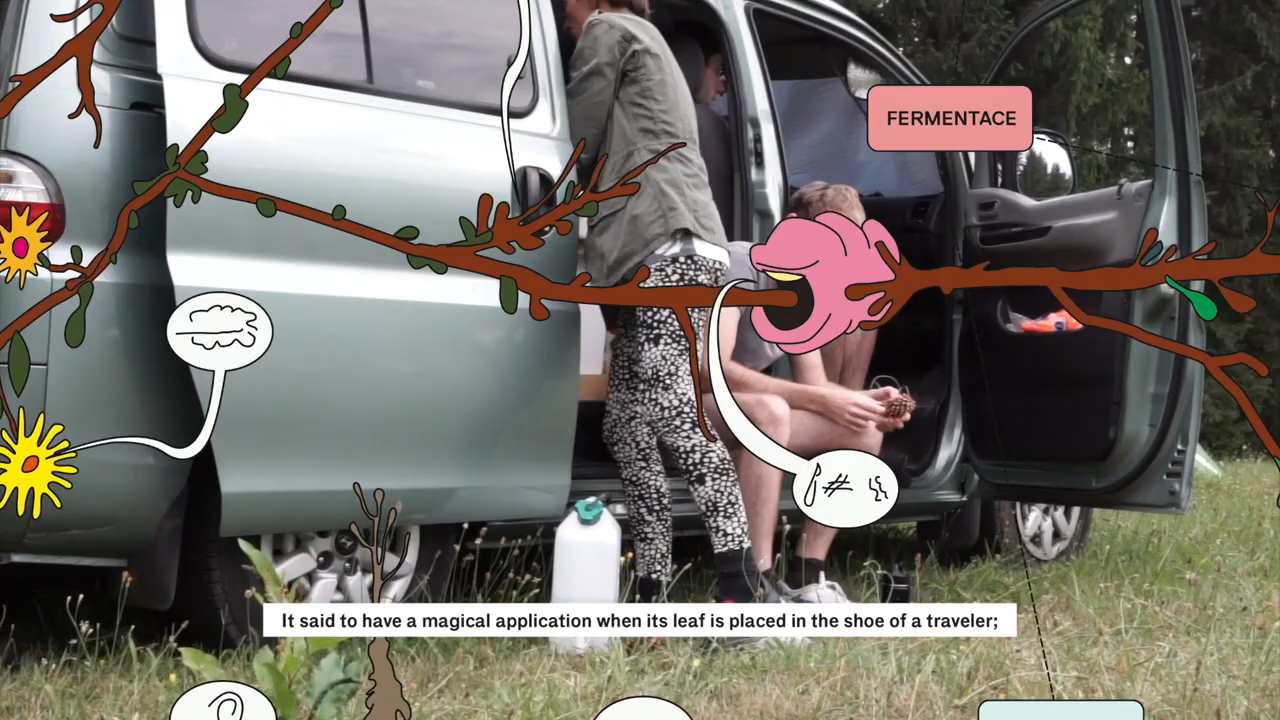 FERMENTACE
#
It said to have a magical application when its leaf is placed in the shoe of a traveler;